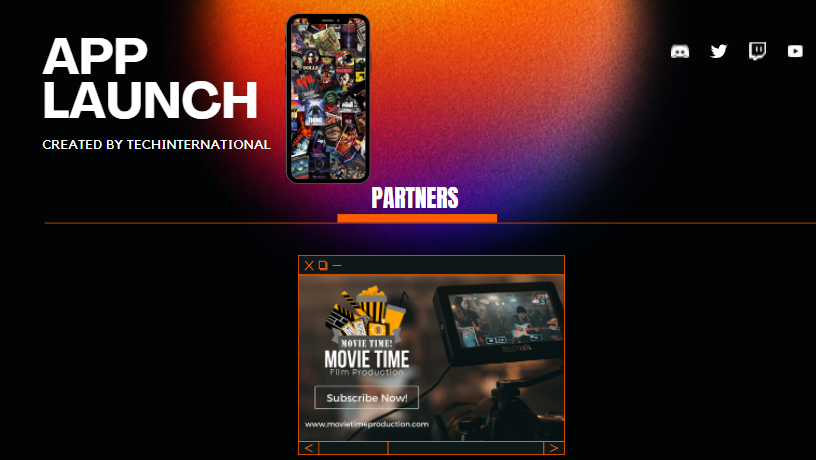 APP
LAUNCH
CREATED BY TECHINTERNATIONAL
PARTNERS
MOVIE TIME!
MOVIE TIME
Film Production
Subscribe Now!
www.movietimeproduction.com